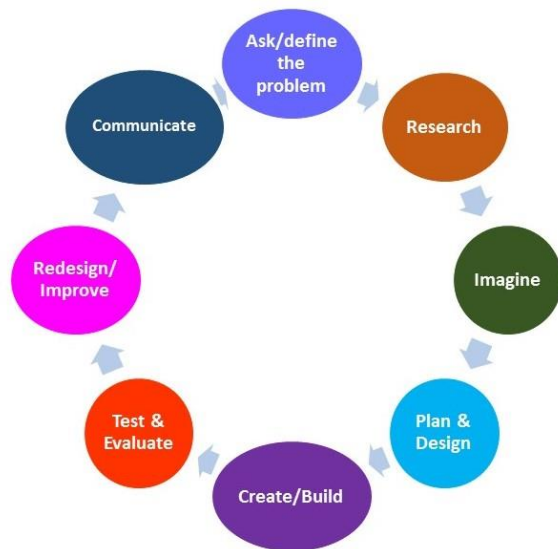 Ask/define
the
problem
Research
Imagine
Plan &
Design
Create/Build
Test &
Evaluate
Redesign/
Improve
Communicate